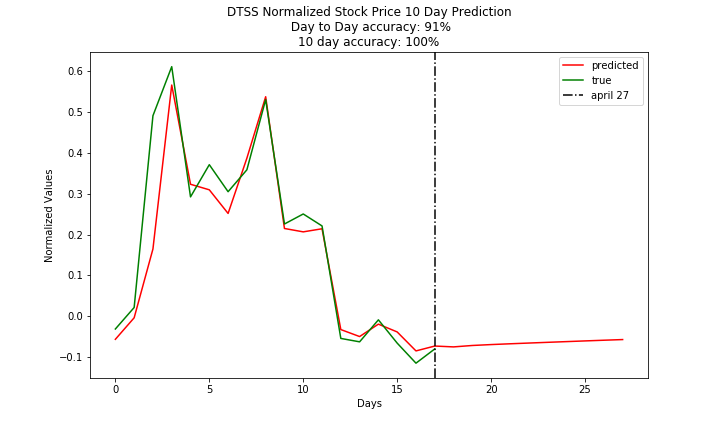 DTSS Normalized Stock Price 10 Day Prediction
Day to Day accuracy: 91%
10 day accuracy: 100%
predicted
true
april 27
Normalized Values
0.6
0.5
0.4
0.3
0.2
0.1
0.0
−0.1
0 5 10 15 20 25
Days